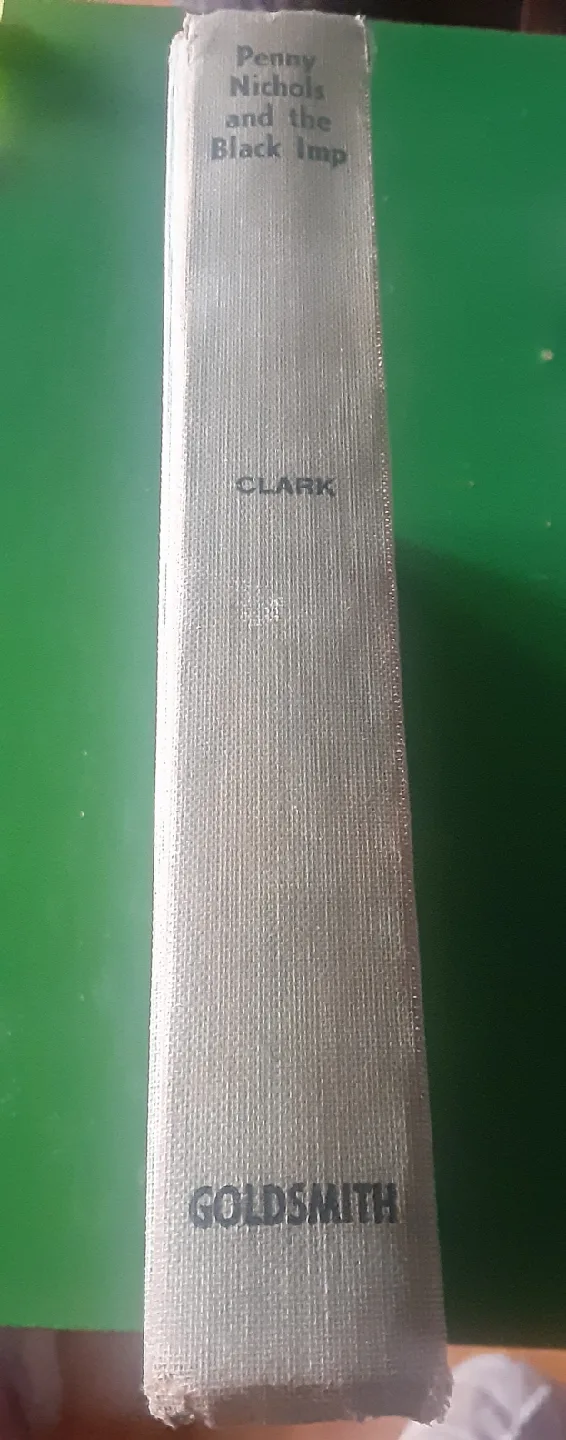 Penny
Nichols
and the
Black Imp
CLARK
GOLDSMITH